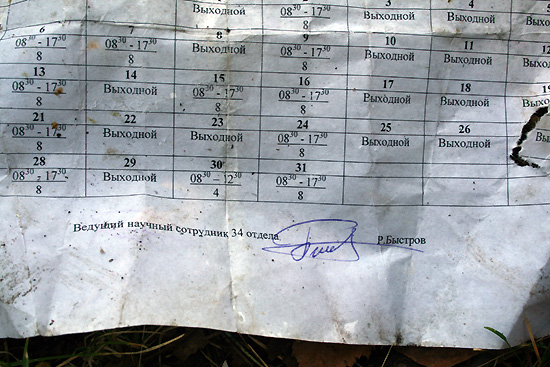 08³⁰ - 17³⁰ Выходной 3 4 5
8 Выходной Выходной
6 7 8 9 10 11 12
08³⁰ - 17³⁰ 08³⁰ - 17³⁰ Выходной 08³⁰ - 17³⁰ Выходной Выходной
8 8 8
13 14 15 16 17 18 19
08³⁰ - 17³⁰ Выходной 08³⁰ - 17³⁰ 08³⁰ - 17³⁰ Выходной Выходной
8 8 8
21 22 23 24 25 26
08³⁰ - 17³⁰ Выходной Выходной 08³⁰ - 17³⁰ Выходной Выходной
8 8
28 29 30 31
08³⁰ - 17³⁰ Выходной 08³⁰ - 12³⁰ 08³⁰ - 17³⁰
8 4 8
Ведущий научный сотрудник 34 отдела Р.Быстров